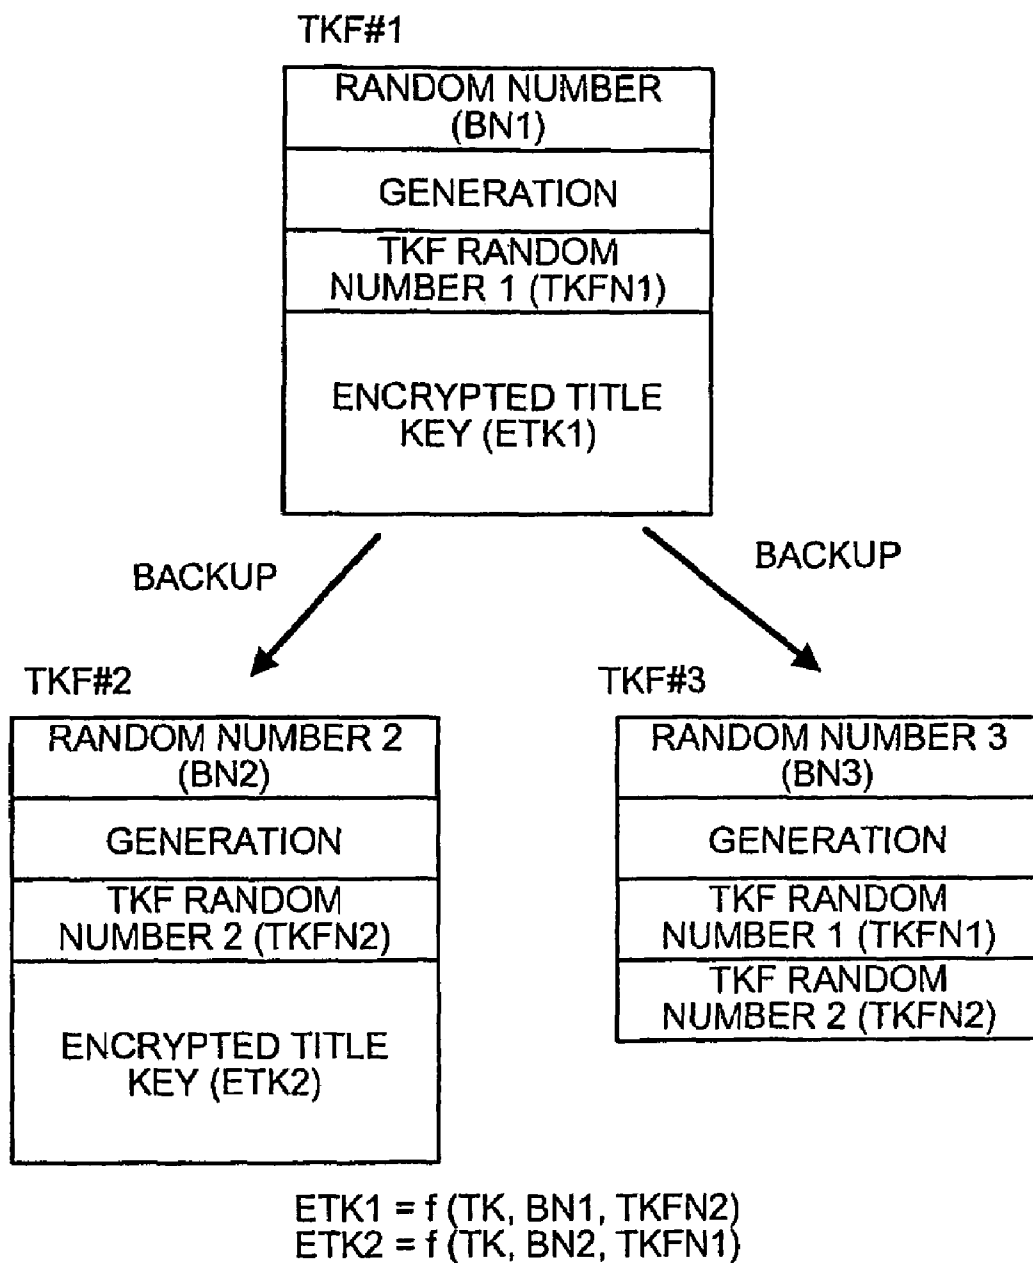 TKF#1
RANDOM NUMBER
(BN1)
GENERATION
TKF RANDOM
NUMBER 1 (TKFN1)
ENCRYPTED TITLE
KEY (ETK1)
BACKUP
BACKUP
TKF#2
RANDOM NUMBER 2
(BN2)
GENERATION
TKF RANDOM
NUMBER 2 (TKFN2)
ENCRYPTED TITLE
KEY (ETK2)
TKF#3
RANDOM NUMBER 3
(BN3)
GENERATION
TKF RANDOM
NUMBER 1 (TKFN1)
TKF RANDOM
NUMBER 2 (TKFN2)
ETK1 = f (TK, BN1, TKFN2)
ETK2 = f (TK, BN2, TKFN1)